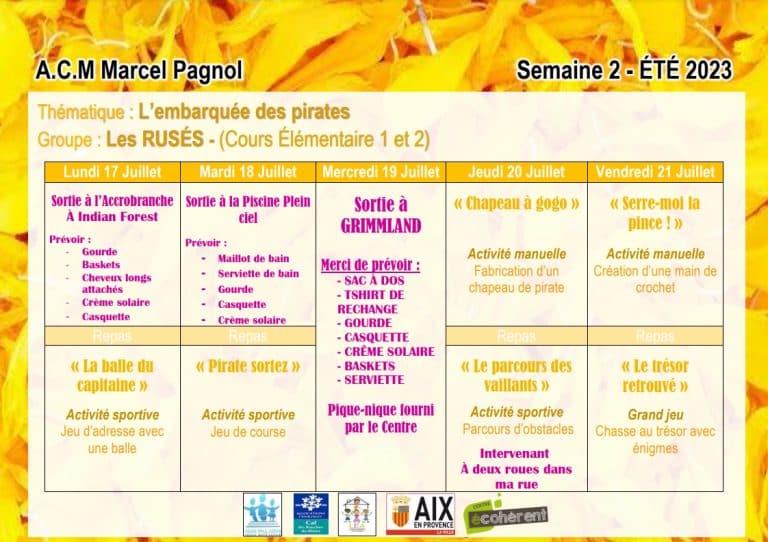 A.C.M Marcel Pagnol
Semaine 2 - ÉTÉ 2023
Thématique : L'embarquée des pirates
Groupe : Les RUSÉS - (Cours Élémentaire 1 et 2)
Lundi 17 Juillet
Mardi 18 Juillet
Mercredi 19 Juillet
Jeudi 20 Juillet
Vendredi 21 Juillet
Sortie à l'Accrobranche
À Indian Forest
Prévoir :
- Gourde
- Baskets
- Cheveux longs
attachés
- Crème solaire
- Casquette
Sortie à la Piscine Plein
ciel
Prévoir :
- Maillot de bain
- Serviette de bain
- Gourde
- Casquette
- Crème solaire
Sortie à
GRIMMLAND
Merci de prévoir :
- SAC À DOS
- TSHIRT DE
RECHANGE
- GOURDE
- CASQUETTE
- CRÊME SOLAIRE
- BASKETS
- SERVIETTE
Pique-nique fourni
par le Centre
« Chapeau à gogo »
Activité manuelle
Fabrication d'un
chapeau de pirate
« Serre-moi la
pince ! »
Activité manuelle
Création d'une main de
crochet
Repas
Repas
Repas
Repas
« La balle du
capitaine »
Activité sportive
Jeu d'adresse avec
une balle
« Pirate sortez »
Activité sportive
Jeu de course
« Le parcours des
vaillants »
Activité sportive
Parcours d'obstacles
Intervenant
À deux roues dans
ma rue
« Le trésor
retrouvé »
Grand jeu
Chasse au trésor avec
énigmes
Caf
AIX
EN PROVENCE
LA VILLE
CENTRE
écohérent